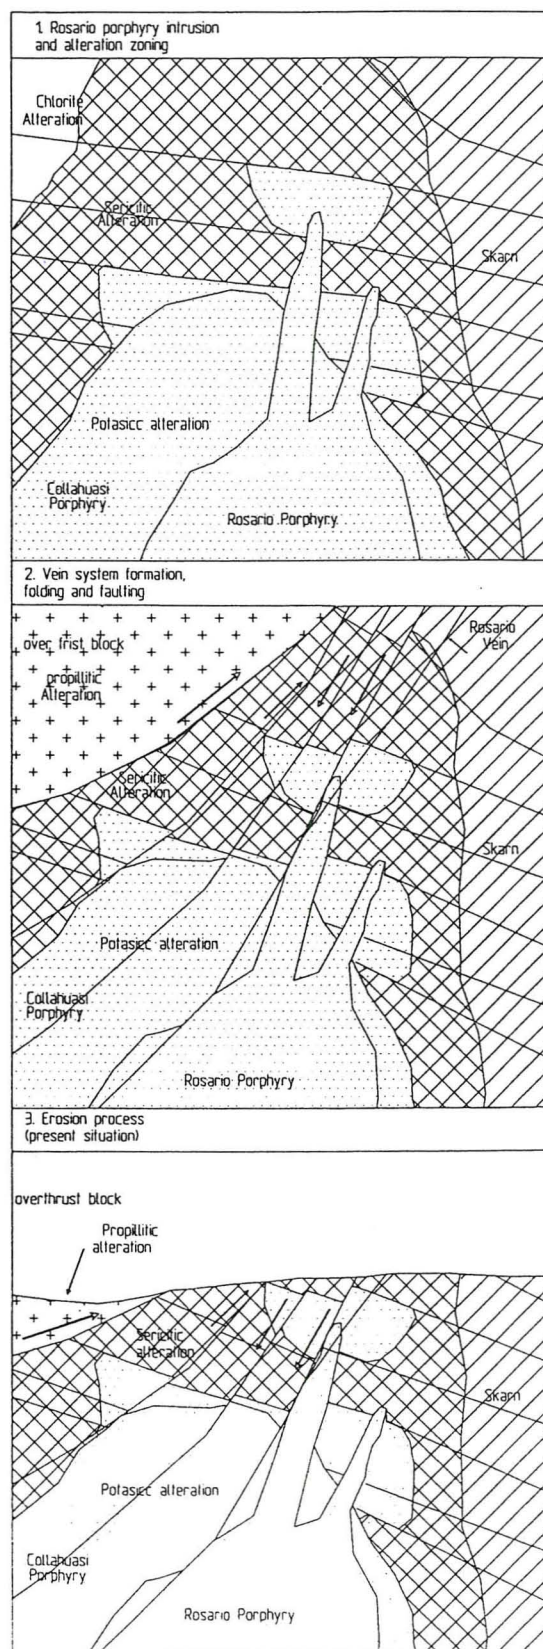 1. Rosario porphyry intrusion
and alteration zoning
Chlorite
Alteration
Sericitic
Alteration
Skarn
Potasicc alteration
Collahuasi
Porphyry
Rosario Porphyry
2. Vein system formation,
folding and faulting
over frist block
propillitic
Alteration
Rosario
Vein
Sericitic
Alteration
Skarn
Potasicc alteration
Collahuasi
Porphyry
Rosario Porphyry
3. Erosion process
(present situation)
overthrust block
Propillitic
alteration
Sericitic
alteration
Skarn
Potasicc alteration
Collahuasi
Porphyry
Rosario Porphyry